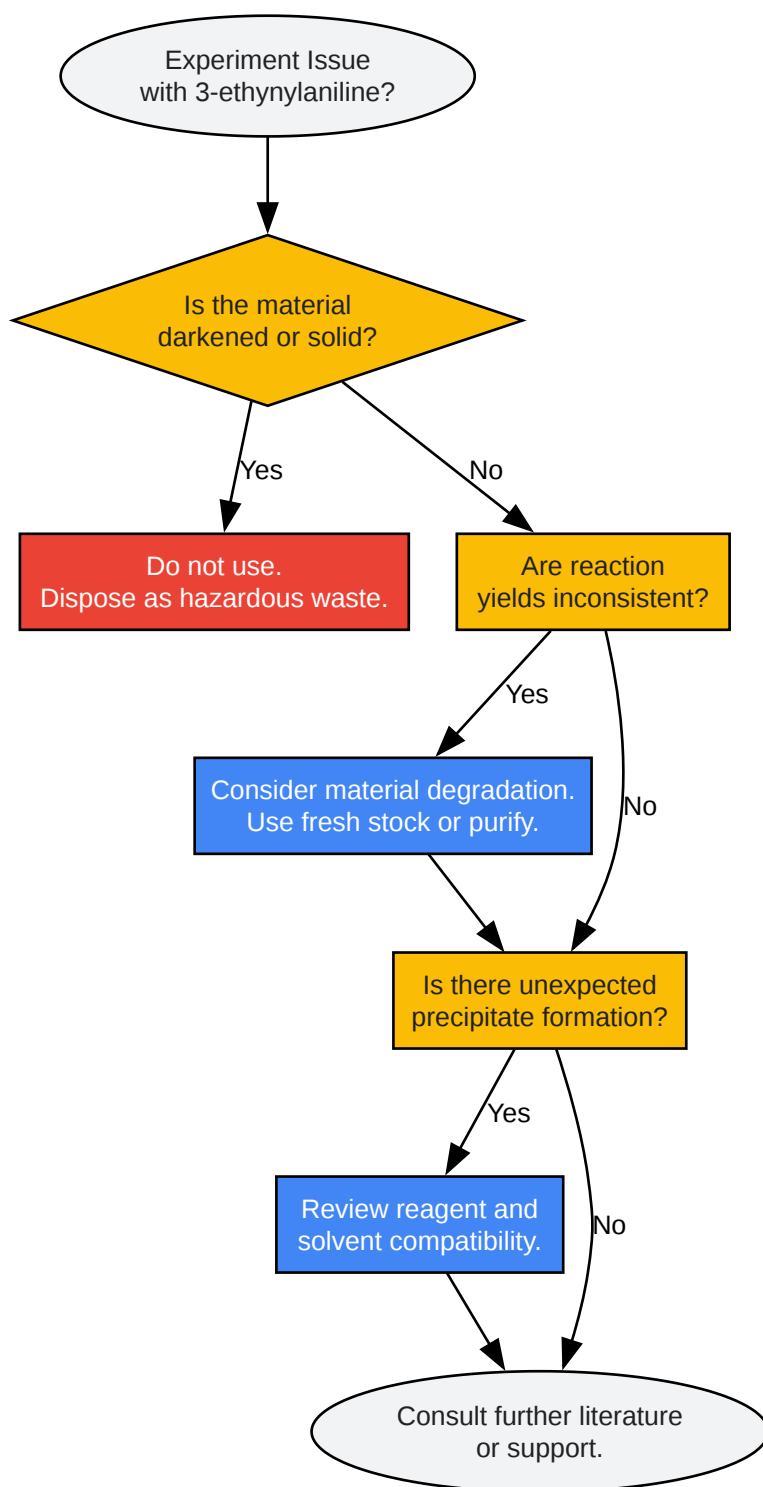 Experiment Issue
with 3-ethynylaniline?
Is the material
darkened or solid?
Yes
No
Do not use.
Dispose as hazardous waste.
Are reaction
yields inconsistent?
Yes
No
Consider material degradation.
Use fresh stock or purify.
Is there unexpected
precipitate formation?
Yes
No
Review reagent and
solvent compatibility.
Consult further literature
or support.